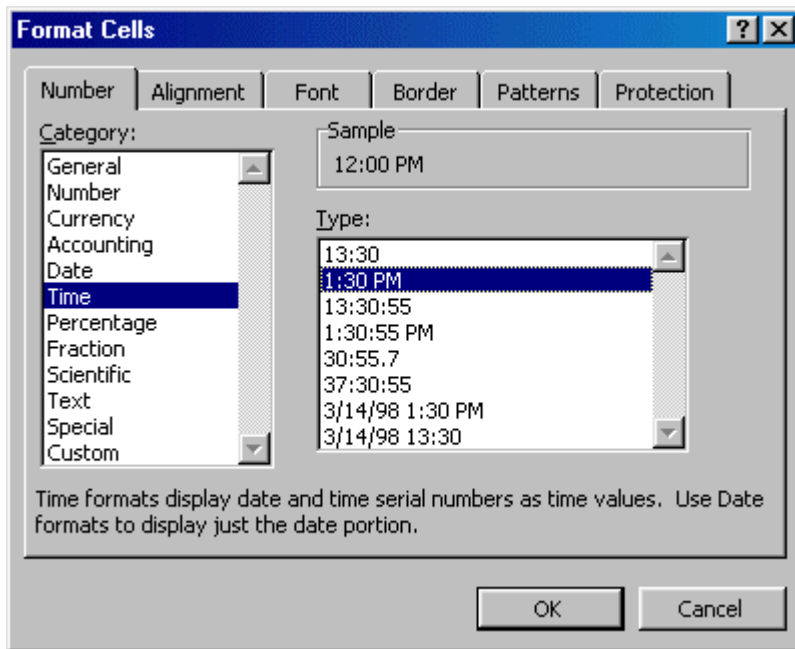 Format Cells
Number Alignment Font Border Patterns Protection
Category:
General
Number
Currency
Accounting
Date
Time
Percentage
Fraction
Scientific
Text
Special
Custom
Sample
12:00 PM
Type:
13:30
1:30 PM
13:30:55
1:30:55 PM
30:55.7
37:30:55
3/14/98 1:30 PM
3/14/98 13:30
Time formats display date and time serial numbers as time values.  Use Date
formats to display just the date portion.
OK Cancel